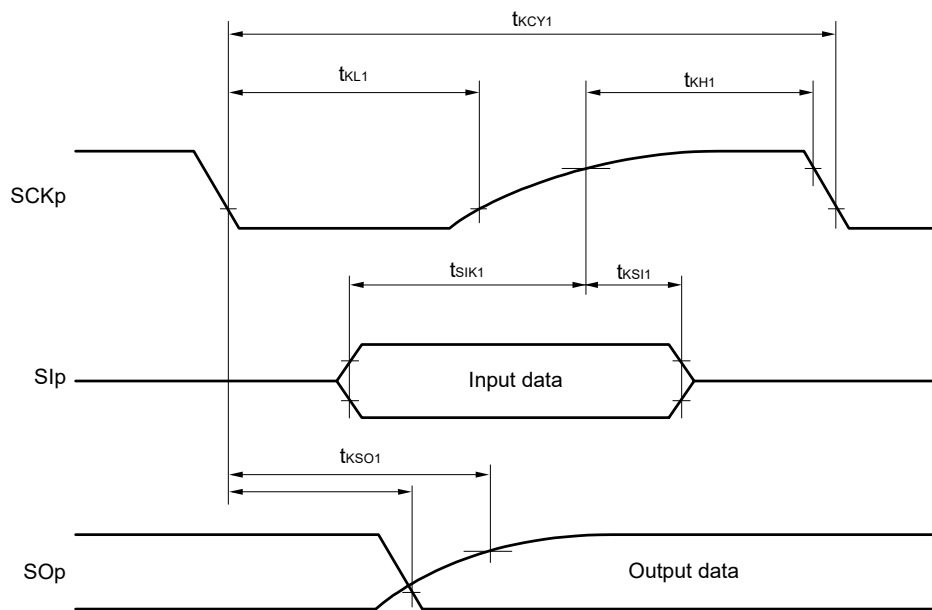 tKCY1
tKL1
tKH1
SCKp
tSIK1
tKSI1
SIp
Input data
tKSO1
SOp
Output data